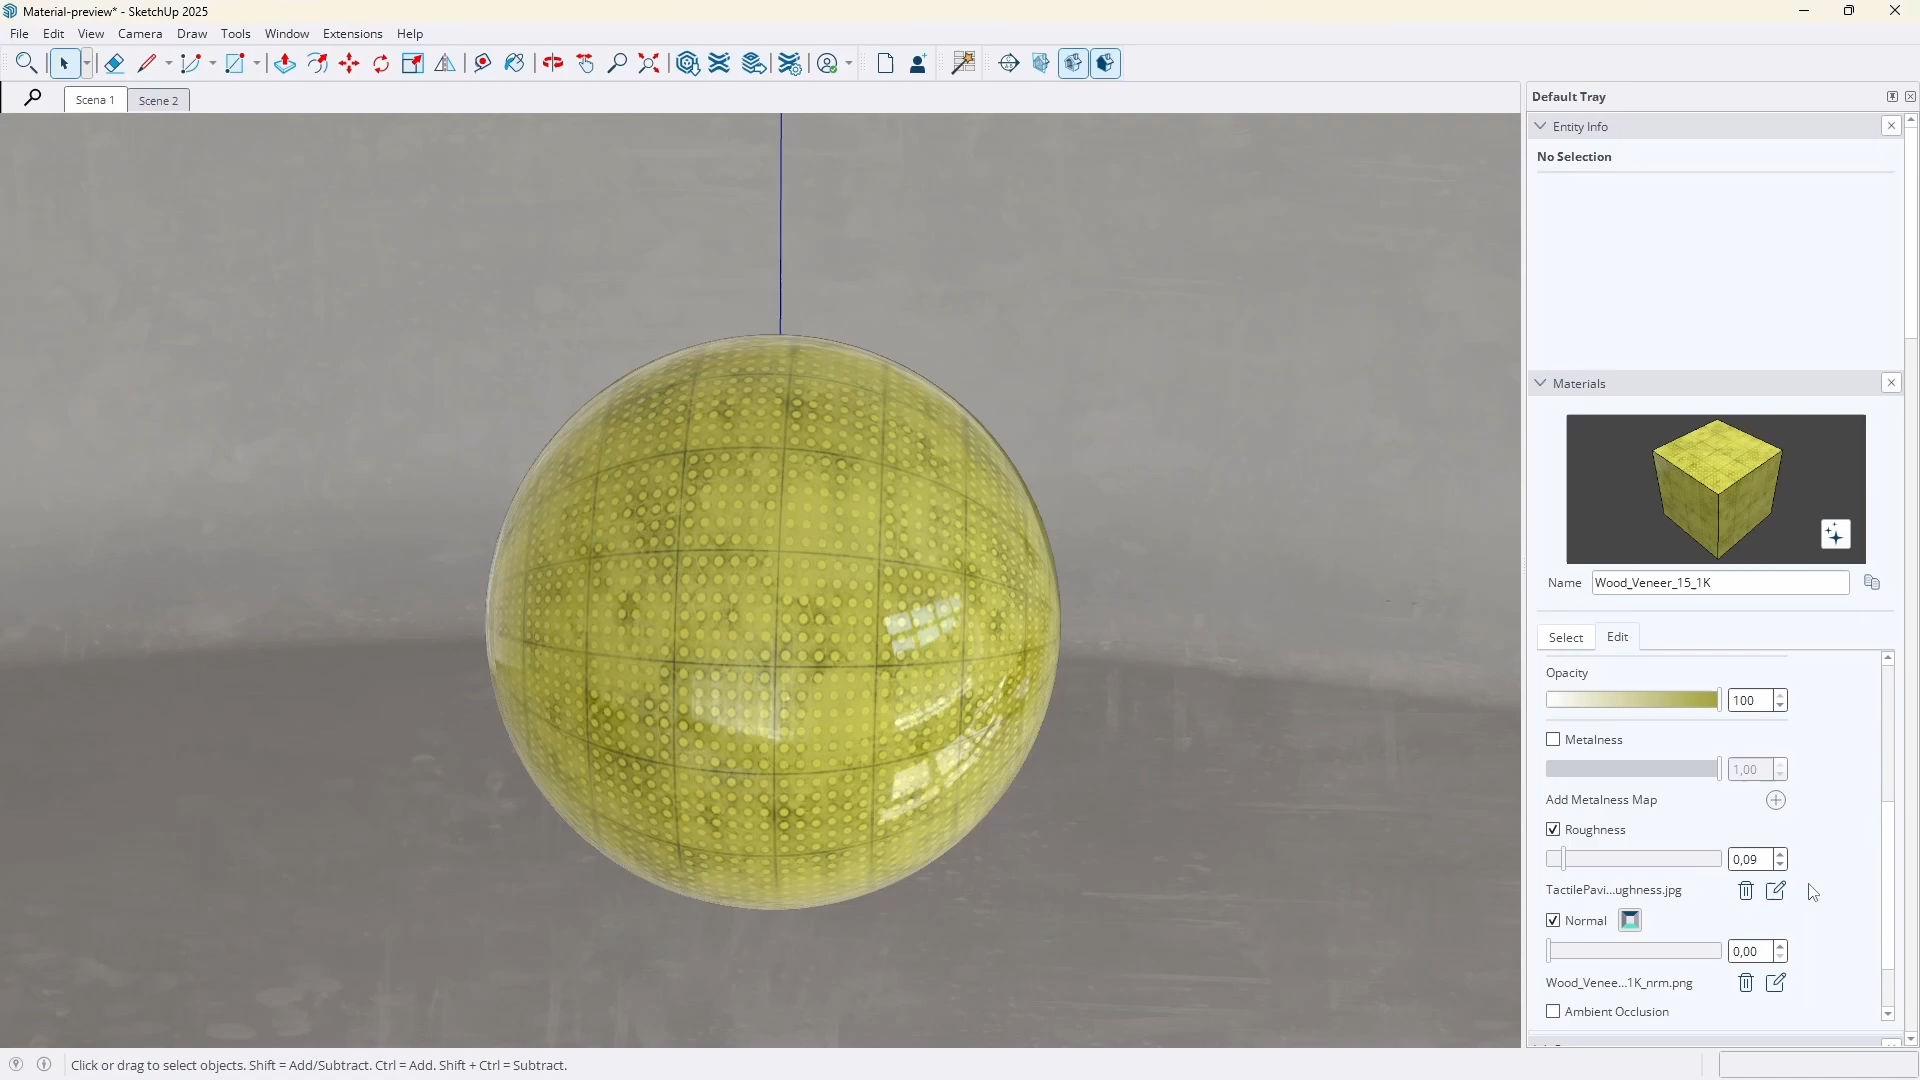 Material-preview* - SketchUp 2025
File Edit View Camera Draw Tools Window Extensions Help
Scena 1 Scene 2
Default Tray
Entity Info
No Selection
Materials
Name Wood_Veneer_15_1K
Select Edit
Opacity
100
Metalness
1,00
Add Metalness Map
Roughness
0,09
TactilePavi...ughness.jpg
Normal
0,00
Wood_Venee...1K_nrm.png
Ambient Occlusion
Click or drag to select objects. Shift = Add/Subtract. Ctrl = Add. Shift + Ctrl = Subtract.